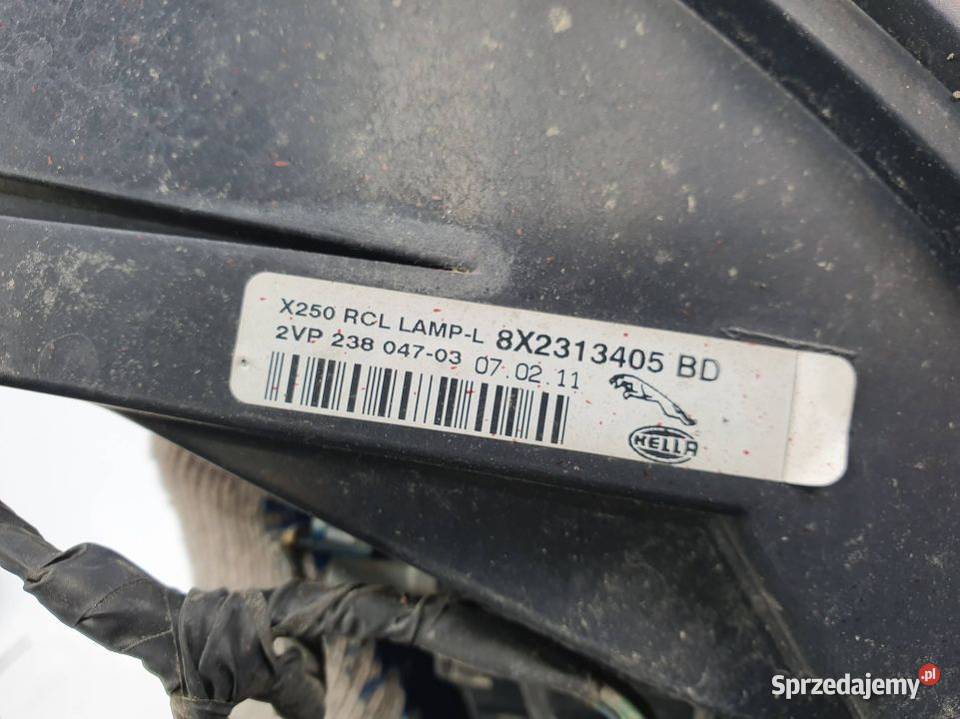 X250 RCL LAMP-L 8X2313405 BD
2VP 238 047-03 07.02.11
HELLA
Sprzedajemy.pl